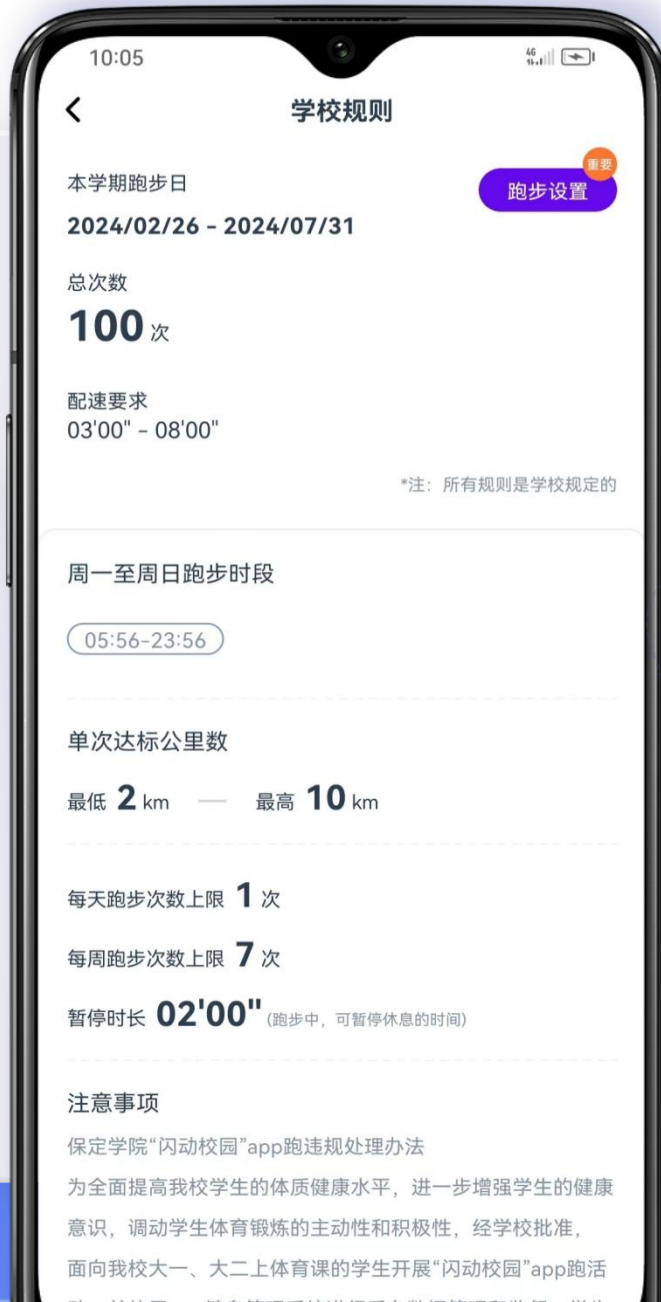 10:05
学校规则
重要
本学期跑步日
跑步设置
2024/02/26 - 2024/07/31
总次数
100 次
配速要求
03'00" - 08'00"
*注：所有规则是学校规定的
周一至周日跑步时段
05:56-23:56
单次达标公里数
最低 2 km — 最高 10 km
每天跑步次数上限 1 次
每周跑步次数上限 7 次
暂停时长 02'00" (跑步中，可暂停休息的时间)
注意事项
保定学院“闪动校园”app跑违规处理办法
为全面提高我校学生的体质健康水平，进一步增强学生的健康
意识，调动学生体育锻炼的主动性和积极性，经学校批准，
面向我校大一、大二上体育课的学生开展“闪动校园”app跑活